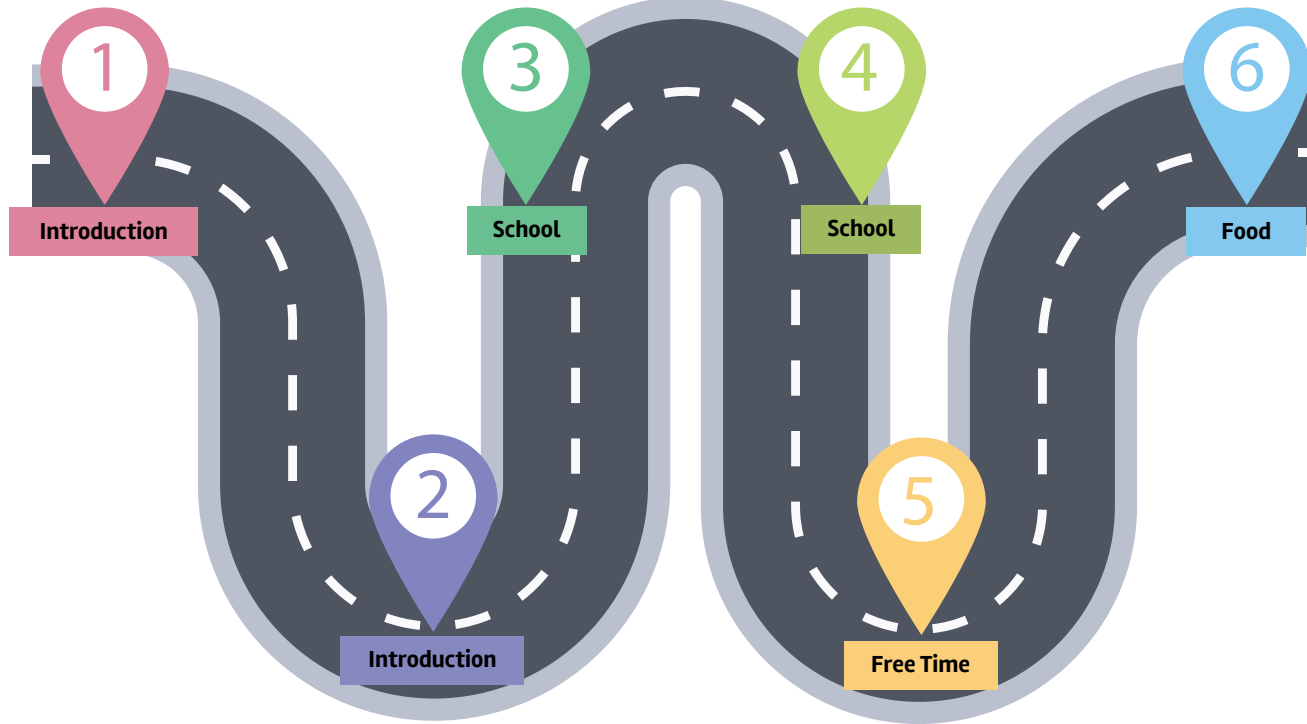 1
Introduction
2
Introduction
3
School
4
School
5
Free Time
6
Food